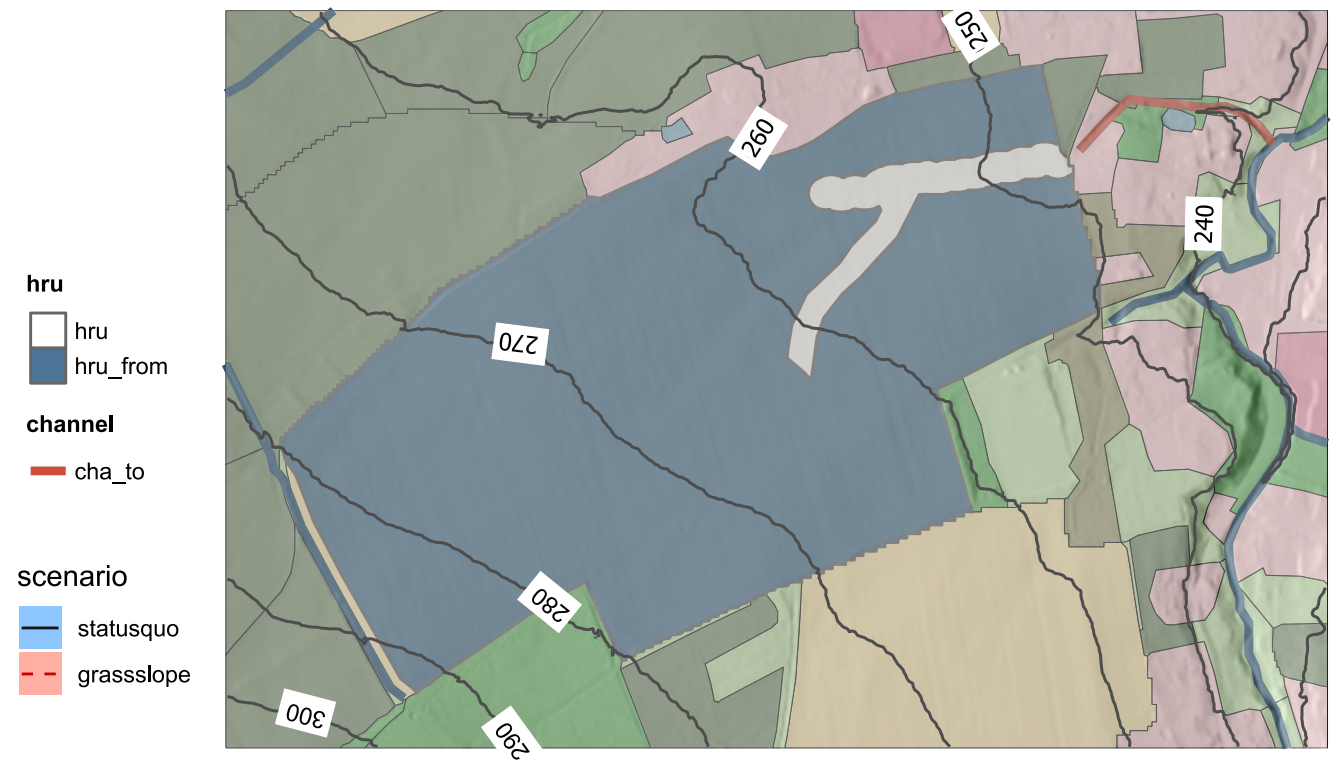 250
260
240
hru
hru
270
hru_from
channel
cha_to
scenario
280
statusquo
grassslope
300
290